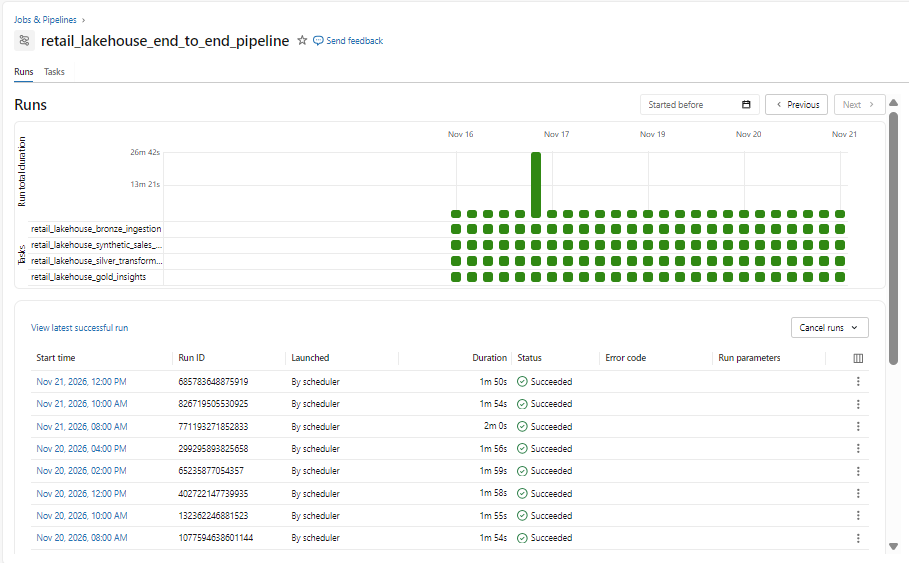 Jobs & Pipelines ›
retail_lakehouse_end_to_end_pipeline Send feedback
Runs Tasks
Runs
Started before Previous Next
Nov 16 Nov 17 Nov 19 Nov 20 Nov 21
Run total duration
26m 42s
13m 21s
Tasks
retail_lakehouse_bronze_ingestion
retail_lakehouse_synthetic_sales_...
retail_lakehouse_silver_transform...
retail_lakehouse_gold_insights
View latest successful run Cancel runs
Start time Run ID Launched Duration Status Error code Run parameters
Nov 21, 2026, 12:00 PM 685783648875919 By scheduler 1m 50s Succeeded
Nov 21, 2026, 10:00 AM 826719505530925 By scheduler 1m 54s Succeeded
Nov 21, 2026, 08:00 AM 771193271852833 By scheduler 2m 0s Succeeded
Nov 20, 2026, 04:00 PM 299295893825658 By scheduler 1m 56s Succeeded
Nov 20, 2026, 02:00 PM 65235877054357 By scheduler 1m 59s Succeeded
Nov 20, 2026, 12:00 PM 402722147739935 By scheduler 1m 58s Succeeded
Nov 20, 2026, 10:00 AM 132362246881523 By scheduler 1m 55s Succeeded
Nov 20, 2026, 08:00 AM 1077594638601144 By scheduler 1m 54s Succeeded